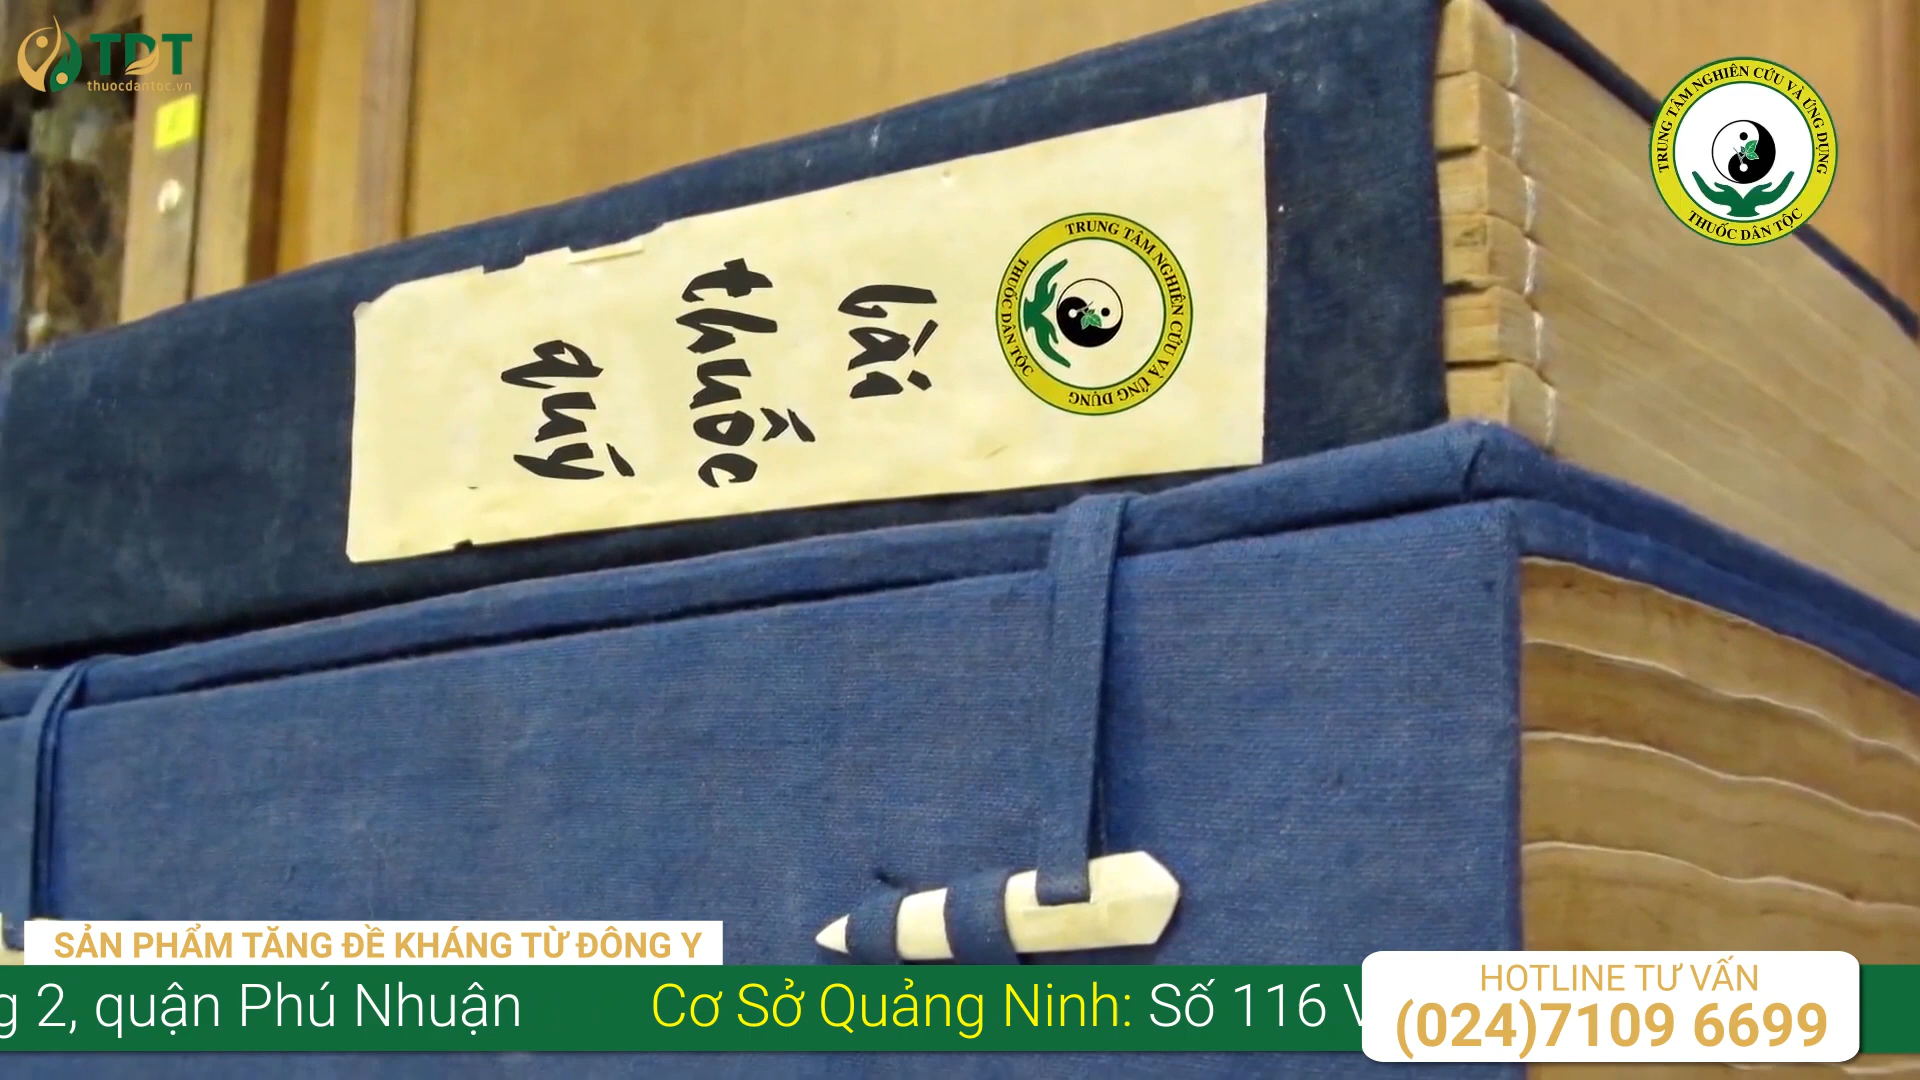 TDT
thuocdantoc.vn
TRUNG TÂM NGHIÊN CỨU VÀ ỨNG DỤNG
THUỐC DÂN TỘC
TRUNG TÂM NGHIÊN CỨU VÀ ỨNG DỤNG
THUỐC DÂN TỘC
bài
thuốc
quý
SẢN PHẨM TĂNG ĐỀ KHÁNG TỪ ĐÔNG Y
g 2, quận Phú Nhuận
Cơ Sở Quảng Ninh: Số 116 V
HOTLINE TƯ VẤN
(024)7109 6699